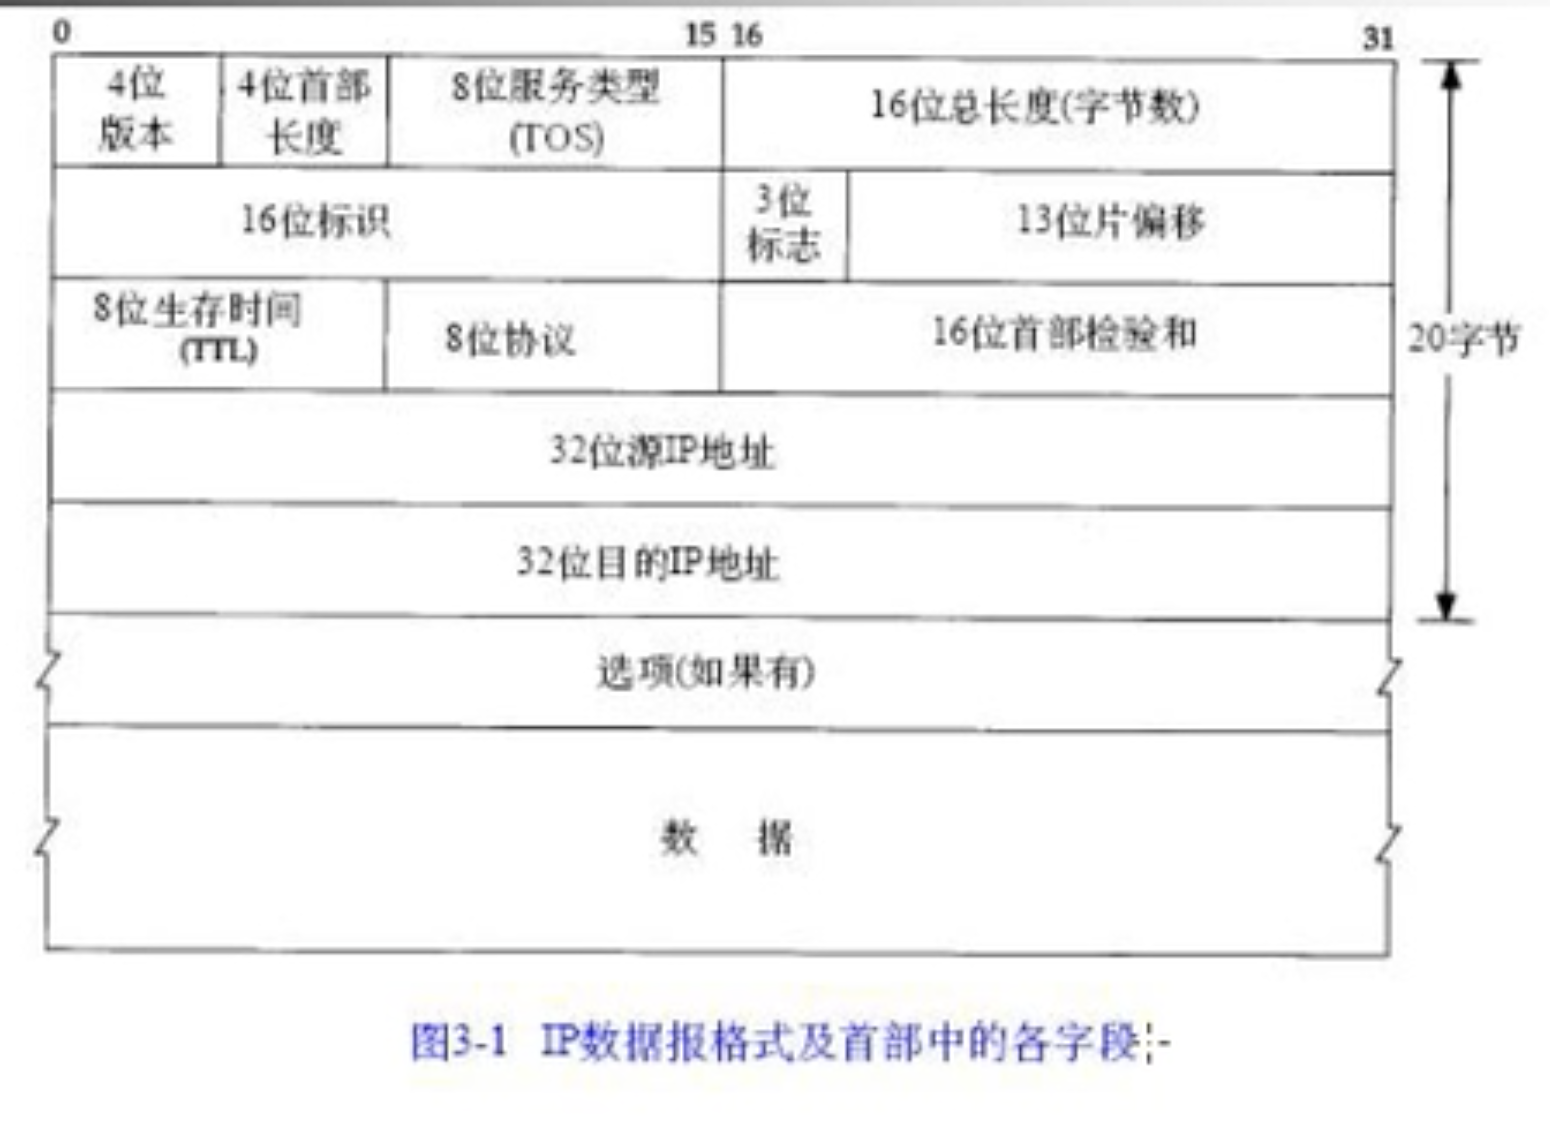 0 15 16 31
4位
版本
4位首部
长度
8位服务类型
(TOS)
16位总长度(字节数)
16位标识
3位
标志
13位片偏移
8位生存时间
(TTL)
8位协议
16位首部检验和
20字节
32位源IP地址
32位目的IP地址
选项(如果有)
数 据
图3-1 IP数据报格式及首部中的各字段